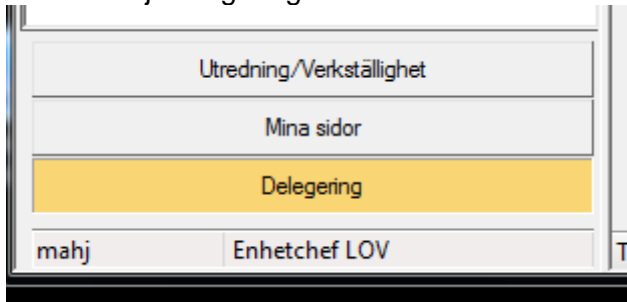 Utredning/Verkställighet
Mina sidor
Delegering
mahj Enhetchef LOV
T